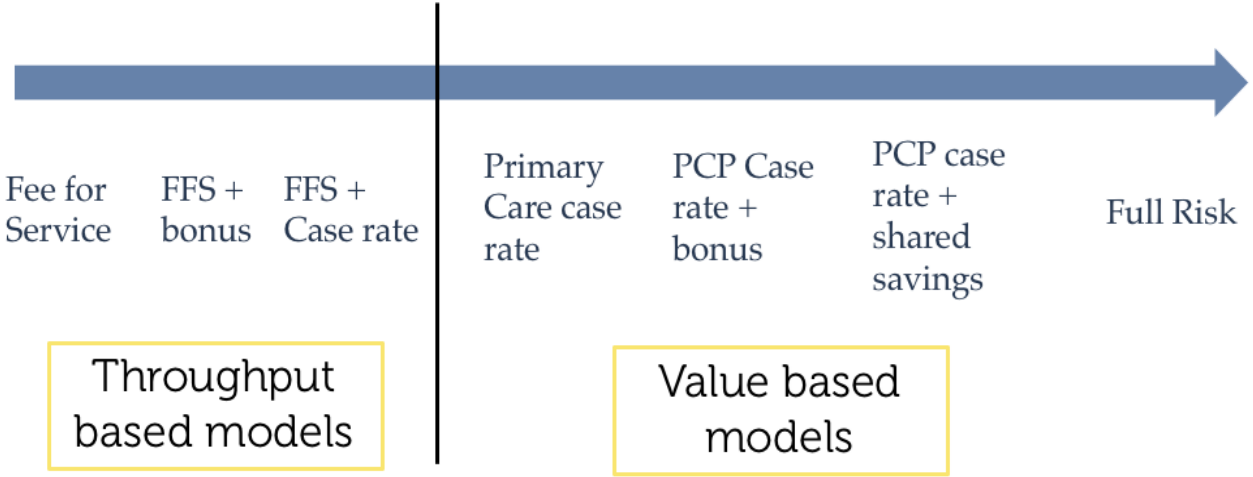 Fee for
Service
FFS +
bonus
FFS +
Case rate
Primary
Care case
rate
PCP Case
rate +
bonus
PCP case
rate +
shared
savings
Full Risk
Throughput
based models
Value based
models